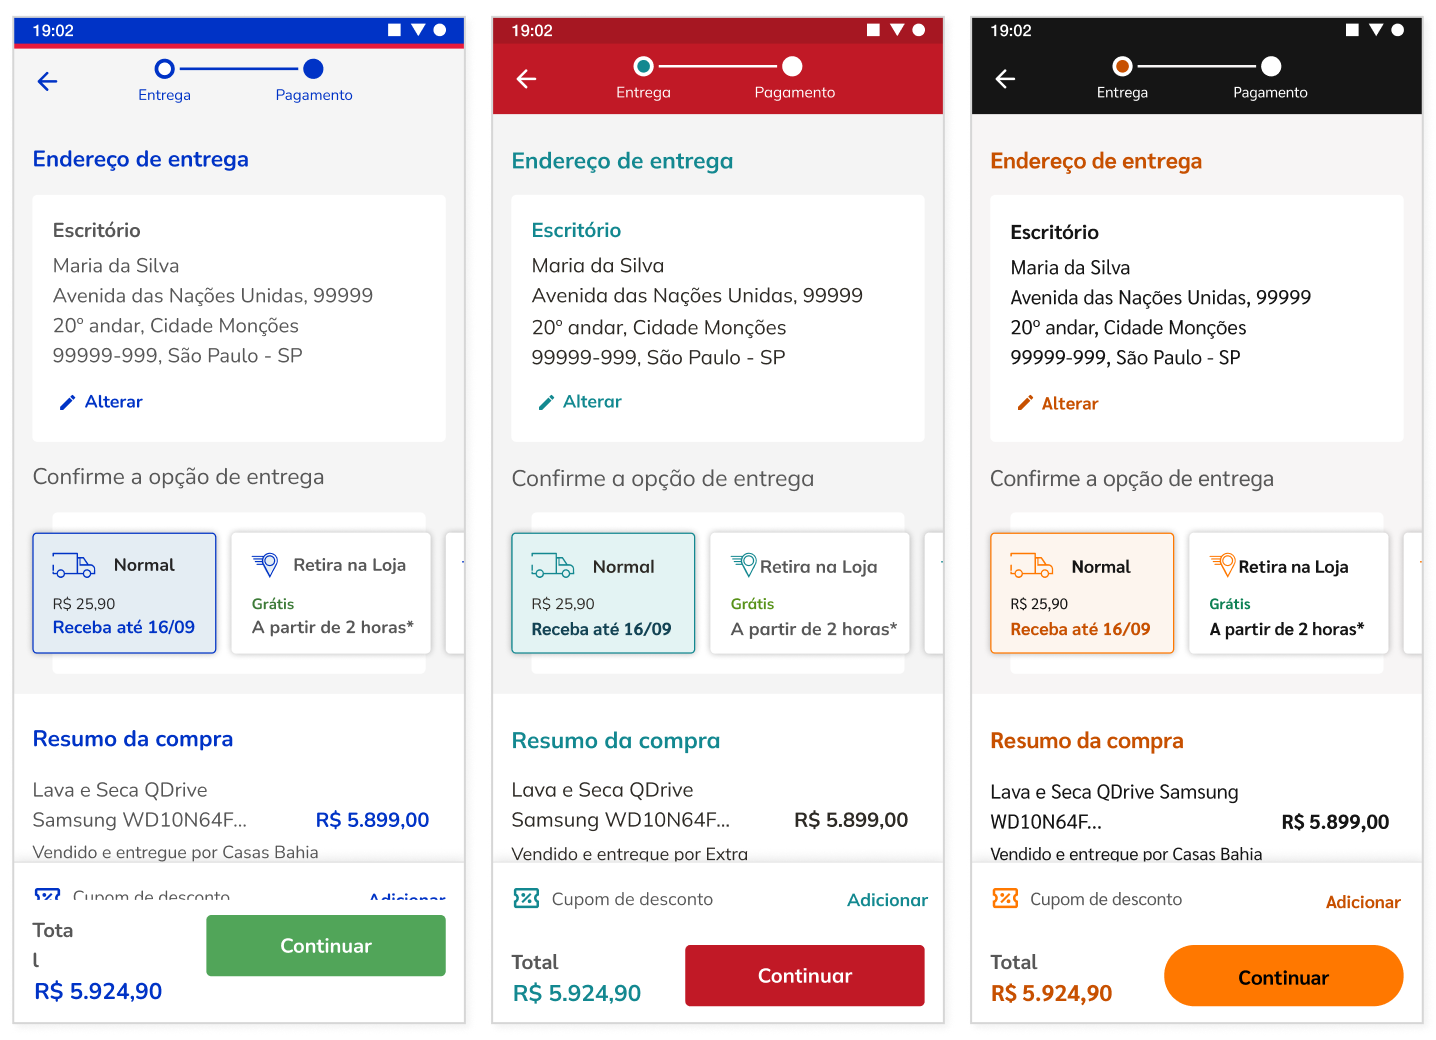 19:02
Entrega
Pagamento
Endereço de entrega
Escritório
Maria da Silva
Avenida das Nações Unidas, 99999
20º andar, Cidade Monções
99999-999, São Paulo - SP
Alterar
Confirme a opção de entrega
Normal
R$ 25,90
Receba até 16/09
Retira na Loja
Grátis
A partir de 2 horas*
Resumo da compra
Lava e Seca QDrive
Samsung WD10N64F...
R$ 5.899,00
Vendido e entregue por Casas Bahia
Cupom de desconto
Adicionar
Tota
l
R$ 5.924,90
Continuar
19:02
Entrega
Pagamento
Endereço de entrega
Escritório
Maria da Silva
Avenida das Nações Unidas, 99999
20º andar, Cidade Monções
99999-999, São Paulo - SP
Alterar
Confirme a opção de entrega
Normal
R$ 25,90
Receba até 16/09
Retira na Loja
Grátis
A partir de 2 horas*
Resumo da compra
Lava e Seca QDrive
Samsung WD10N64F...
R$ 5.899,00
Vendido e entregue por Extra
Cupom de desconto
Adicionar
Total
R$ 5.924,90
Continuar
19:02
Entrega
Pagamento
Endereço de entrega
Escritório
Maria da Silva
Avenida das Nações Unidas, 99999
20º andar, Cidade Monções
99999-999, São Paulo - SP
Alterar
Confirme a opção de entrega
Normal
R$ 25,90
Receba até 16/09
Retira na Loja
Grátis
A partir de 2 horas*
Resumo da compra
Lava e Seca QDrive Samsung
WD10N64F...
R$ 5.899,00
Vendido e entregue por Casas Bahia
Cupom de desconto
Adicionar
Total
R$ 5.924,90
Continuar